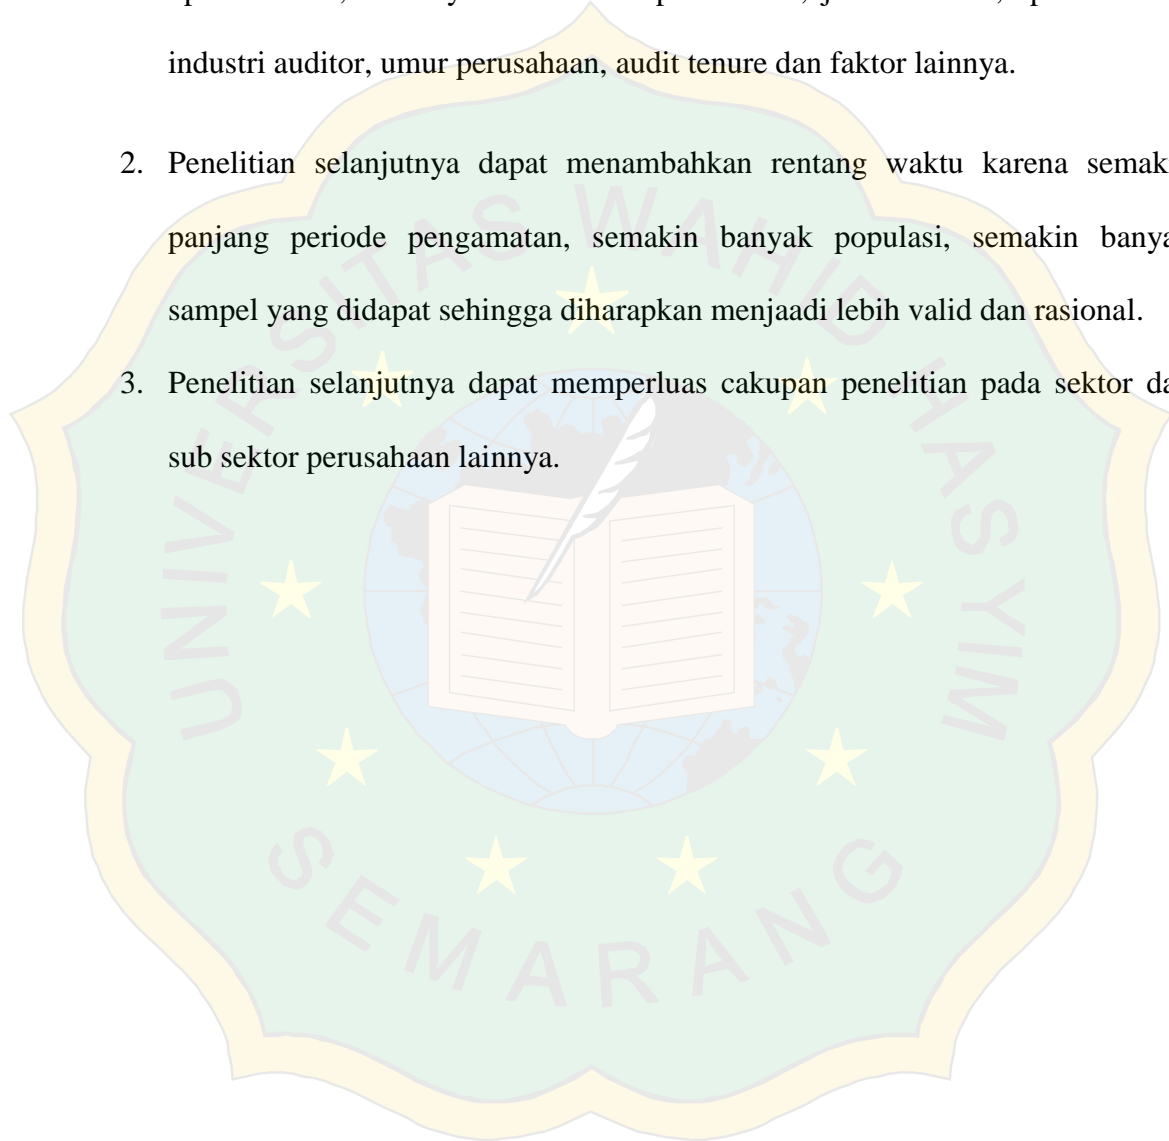 industri auditor, umur perusahaan, audit tenure dan faktor lainnya.
2. Penelitian selanjutnya dapat menambahkan rentang waktu karena
panjang periode pengamatan, semakin banyak populasi, semakin
sampel yang didapat sehingga diharapkan menjaadi lebih valid dan rasional.
3. Penelitian selanjutnya dapat memperluas cakupan penelitian pada sektor
sub sektor perusahaan lainnya.
UNIVERSITAS WAHID HASYIM
SEMARANG